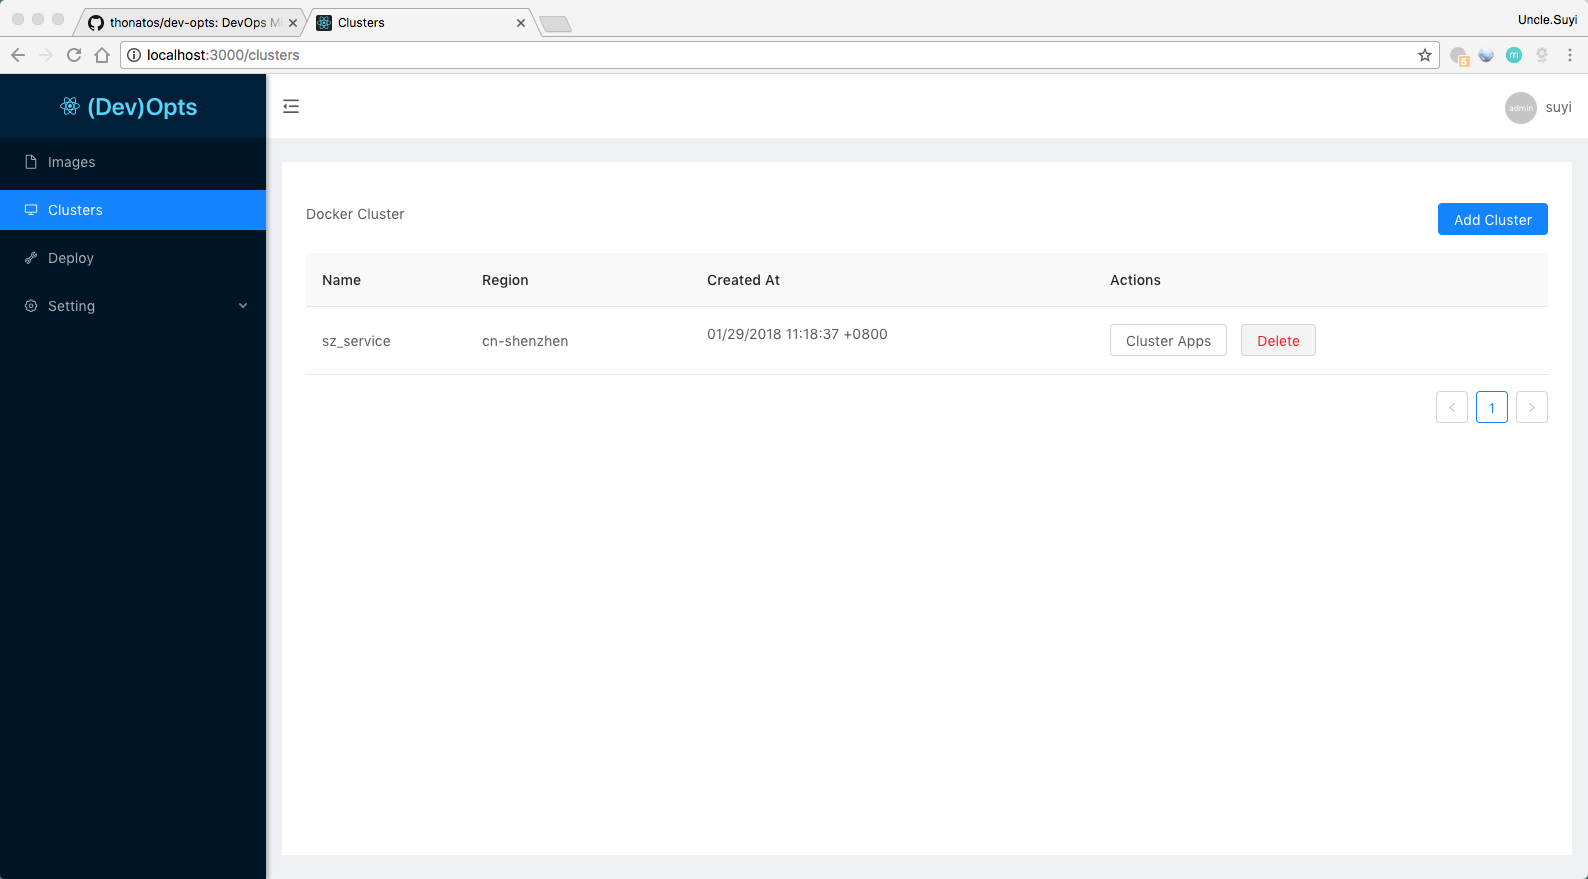 thonatos/dev-opts: DevOps M
Clusters
Uncle.Suyi
localhost:3000/clusters
5
m
(Dev)Opts
admin
suyi
Images
Clusters
Deploy
Setting
Docker Cluster
Add Cluster
Name Region Created At Actions
sz_service cn-shenzhen 01/29/2018 11:18:37 +0800 Cluster Apps Delete
< 1 >